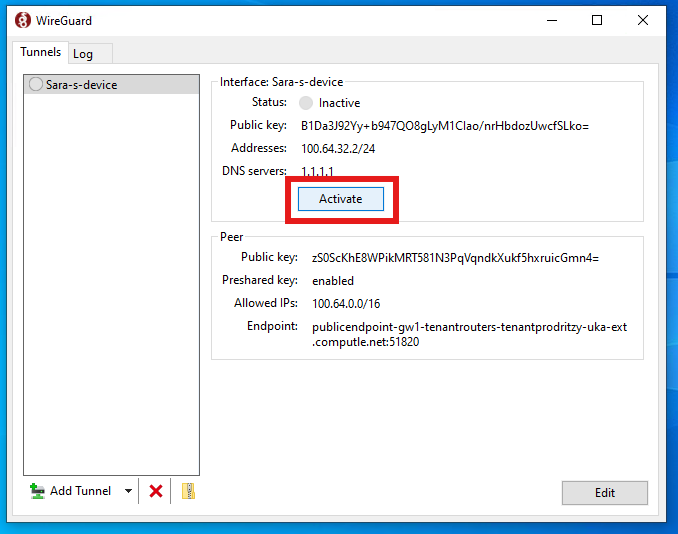 WireGuard
Tunnels
Log
Sara-s-device
Interface: Sara-s-device
Status: Inactive
Public key: B1Da3J92Yy+b947QO8gLyM1CIao/nrHbdozUwcfSLko=
Addresses: 100.64.32.2/24
DNS servers: 1.1.1.1
Activate
Peer
Public key: zS0ScKhE8WPikMRT581N3PqVqndkXukf5hxruicGmn4=
Preshared key: enabled
Allowed IPs: 100.64.0.0/16
Endpoint: publicendpoint-gw1-tenantrouters-tenantprodritzy-uka-ext
.computle.net:51820
Add Tunnel
Edit